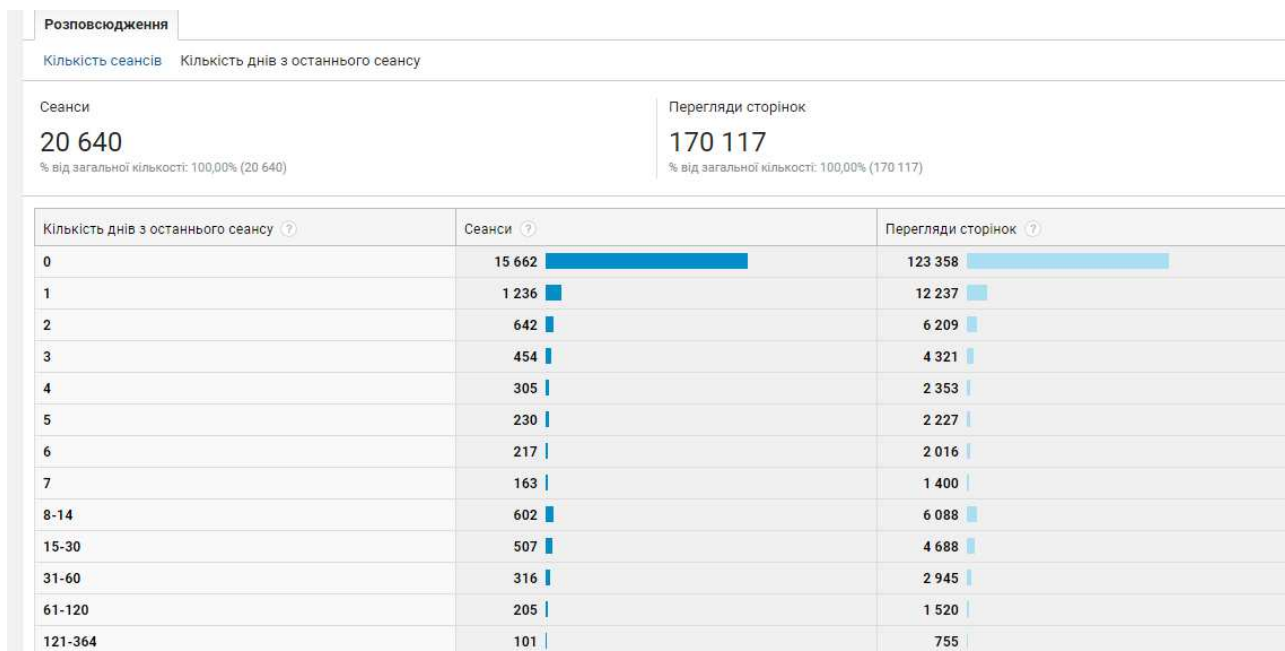 Розповсюдження
Кількість сеансів Кількість днів з останнього сеансу
Сеанси Перегляди сторінок
20 640 170 117
% від загальної кількості: 100,00% (20 640) % від загальної кількості: 100,00% (170 117)
Кількість днів з останнього сеансу ? Сеанси ? Перегляди сторінок ?
0 15 662 123 358
1 1 236 12 237
2 642 6 209
3 454 4 321
4 305 2 353
5 230 2 227
6 217 2 016
7 163 1 400
8-14 602 6 088
15-30 507 4 688
31-60 316 2 945
61-120 205 1 520
121-364 101 755